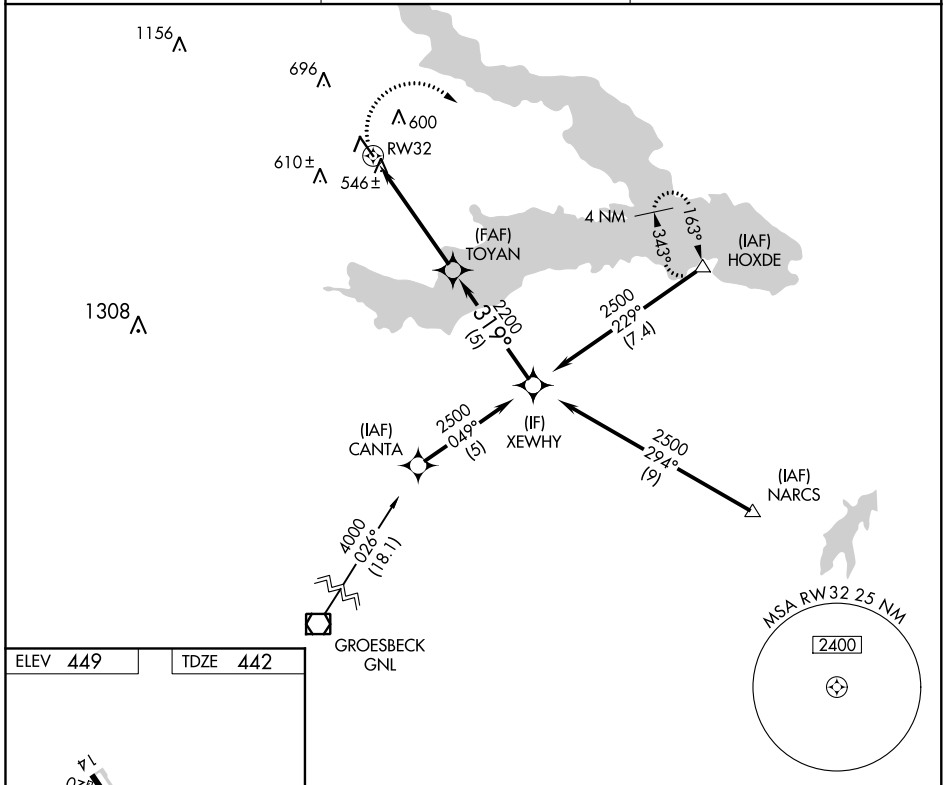 1156
696
600
RW32
610±
546±
4 NM
163°
343°
(IAF)
HOXDE
(FAF)
TOYAN
1308
2200
319°
(5)
2500
229°
(7.4)
(IF)
XEWHY
(IAF)
CANTA
2500
049°
(5)
2500
294°
(9)
(IAF)
NARCS
4000
026°
(18.1)
GROESBECK
GNL
MSA RW32 25 NM
2400
ELEV 449
TDZE 442
14